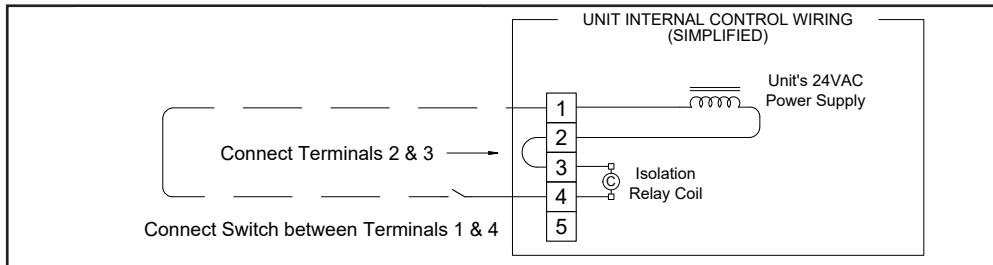 UNIT INTERNAL CONTROL WIRING
(SIMPLIFIED)
Unit's 24VAC
Power Supply
1
2
Connect Terminals 2 & 3
3
Isolation
C
Relay Coil
4
Connect Switch between Terminals 1 & 4
5